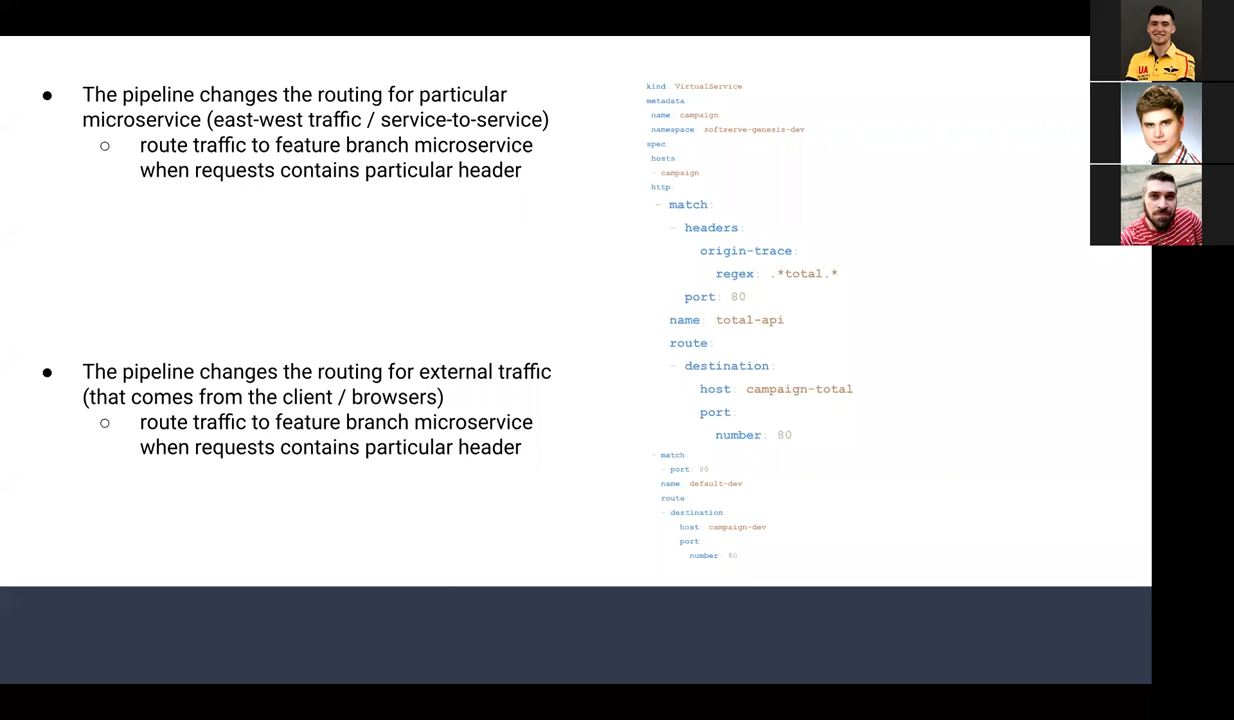 ● The pipeline changes the routing for particular
microservice (east-west traffic / service-to-service)
○ route traffic to feature branch microservice
when requests contains particular header
● The pipeline changes the routing for external traffic
(that comes from the client / browsers)
○ route traffic to feature branch microservice
when requests contains particular header
kind: VirtualService
metadata:
name: campaign
namespace: softserve-genesis-dev
spec:
hosts:
- campaign
http:
- match:
- headers:
origin-trace:
regex: .*total.*
port: 80
name: total-api
route:
- destination:
host: campaign-total
port:
number: 80
- match:
- port: 80
name: default-dev
route:
- destination:
host: campaign-dev
port:
number: 80
UA